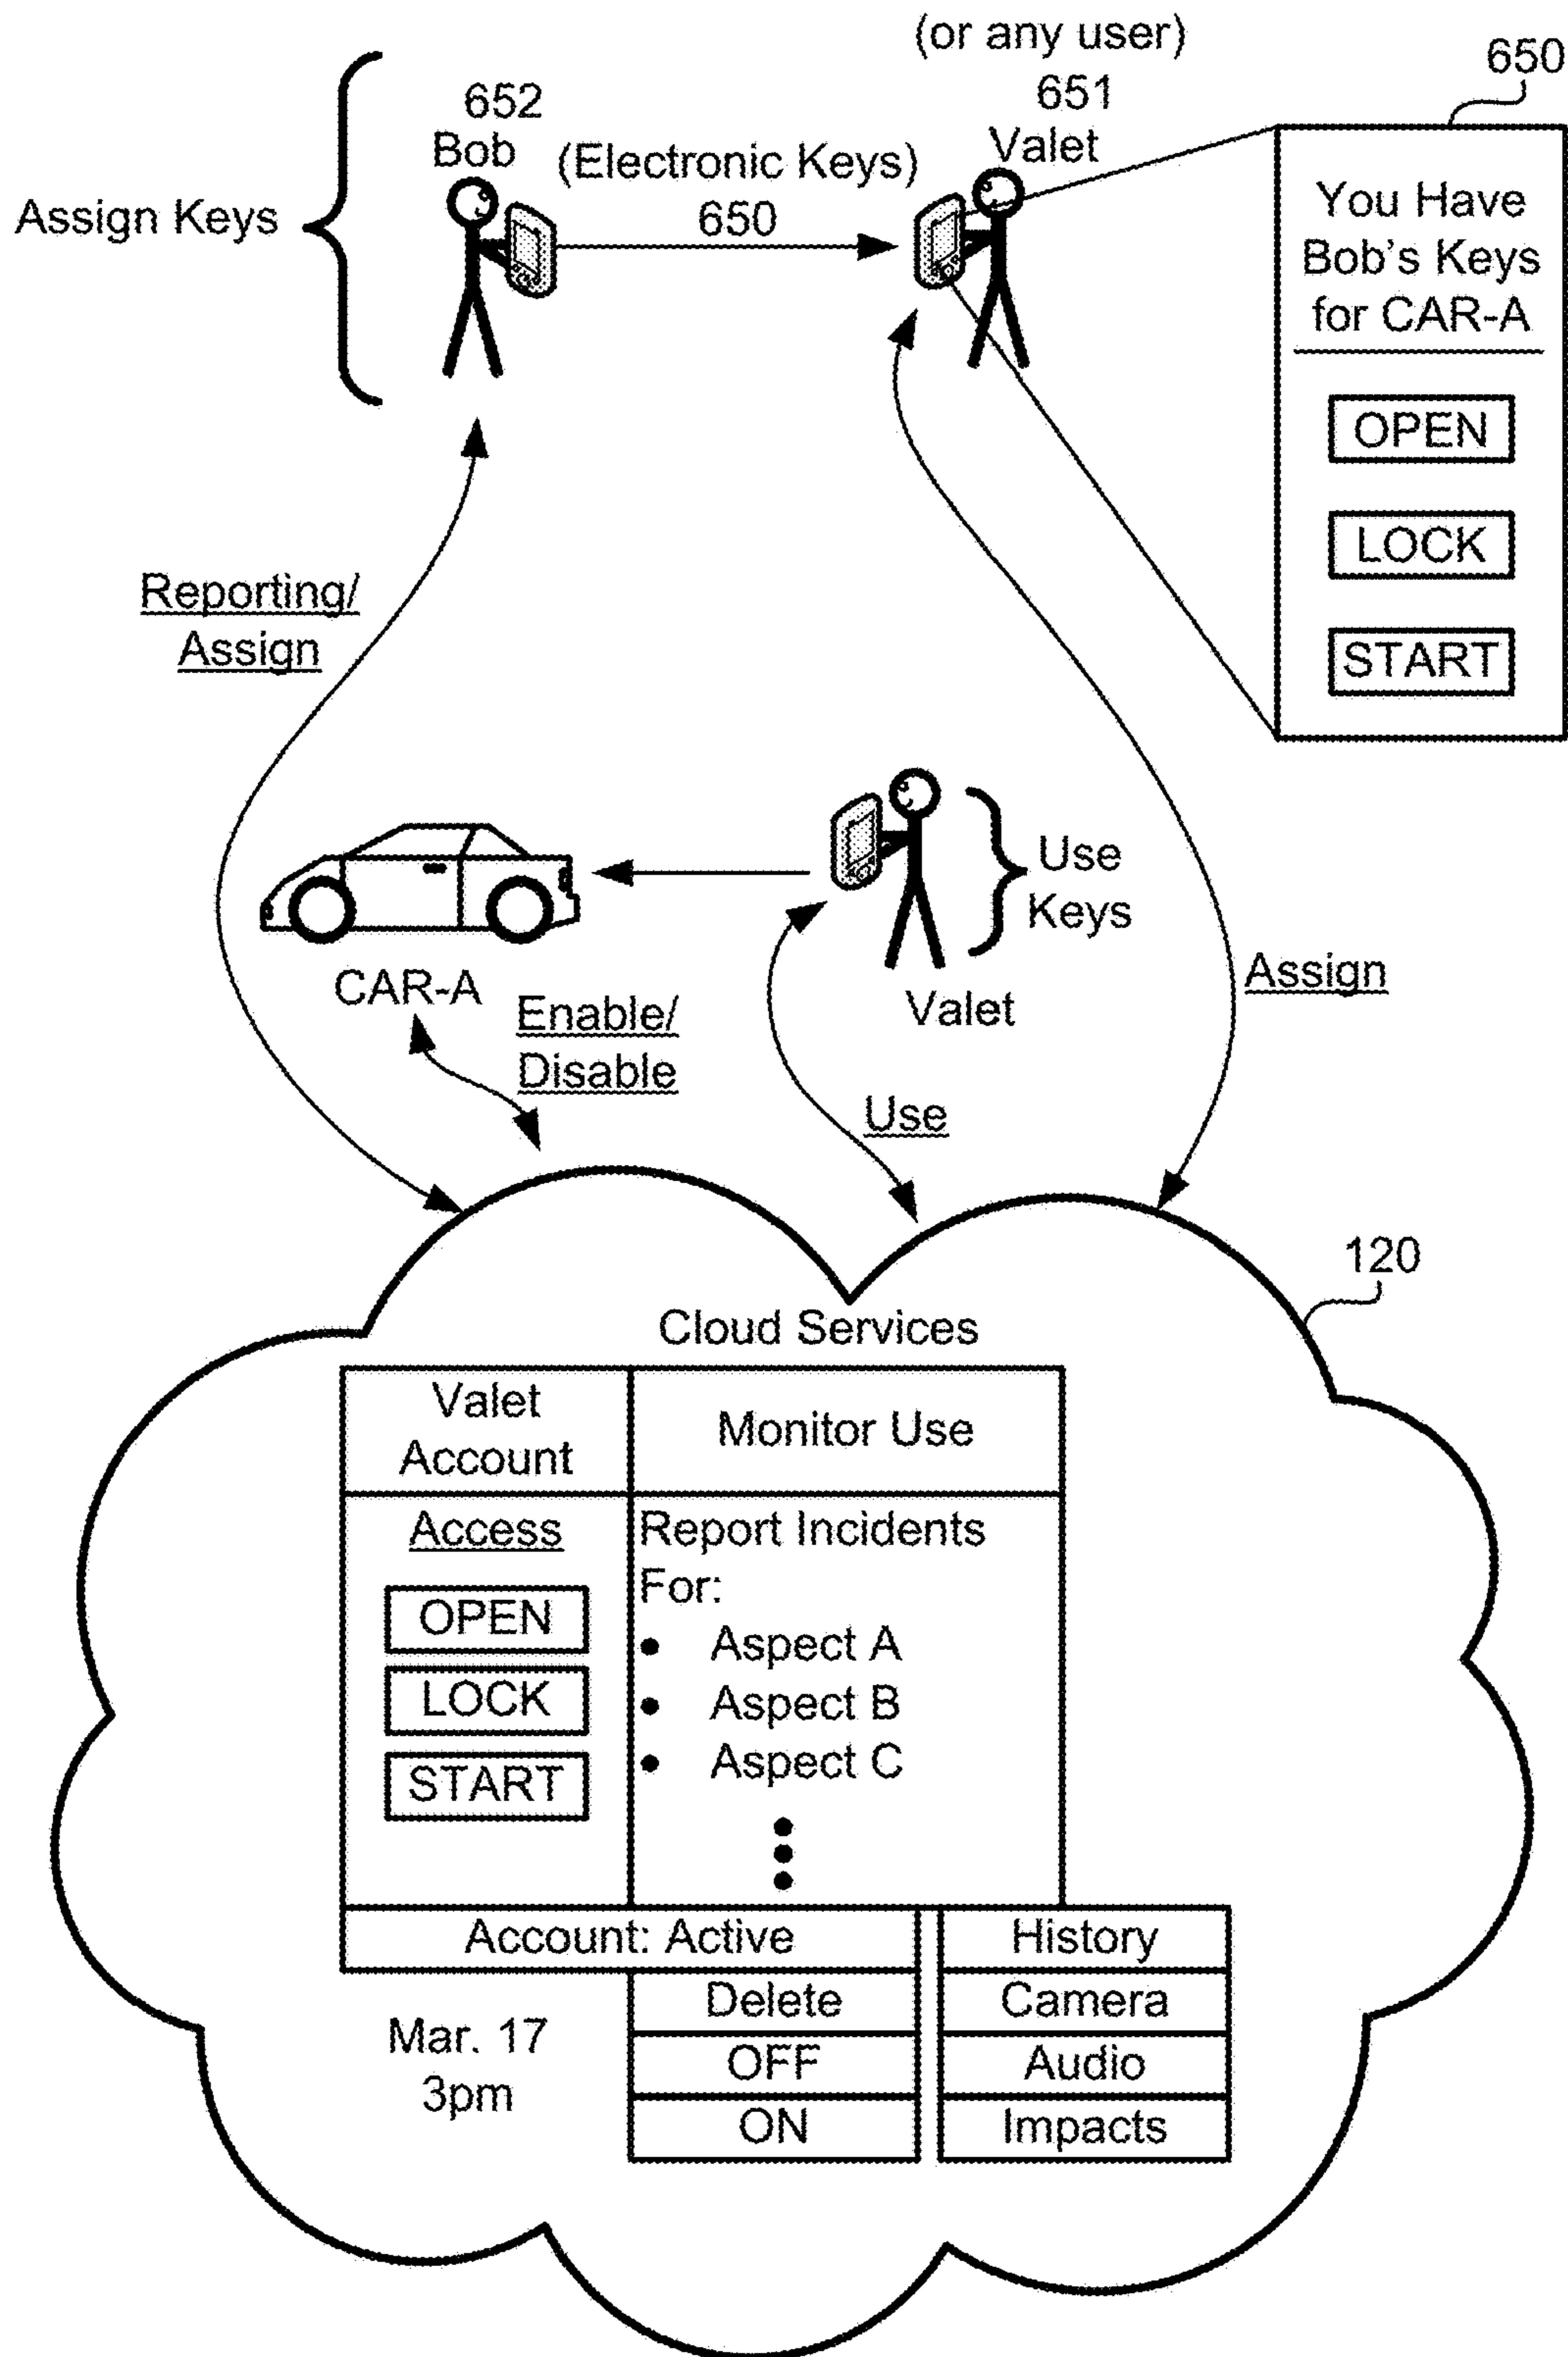 (or any user)
650
652
651
Bob
Valet
(Electronic Keys)
650
Assign Keys
You Have
Bob's Keys
for CAR-A
OPEN
LOCK
START
Reporting/
Assign
Use
Keys
CAR-A
Valet
Assign
Enable/
Disable
Use
120
Cloud Services
Valet
Account
Monitor Use
Access
OPEN
LOCK
START
Report Incidents
For:
• Aspect A
• Aspect B
• Aspect C
Account: Active
History
Delete
Camera
Mar. 17
3pm
OFF
Audio
ON
Impacts